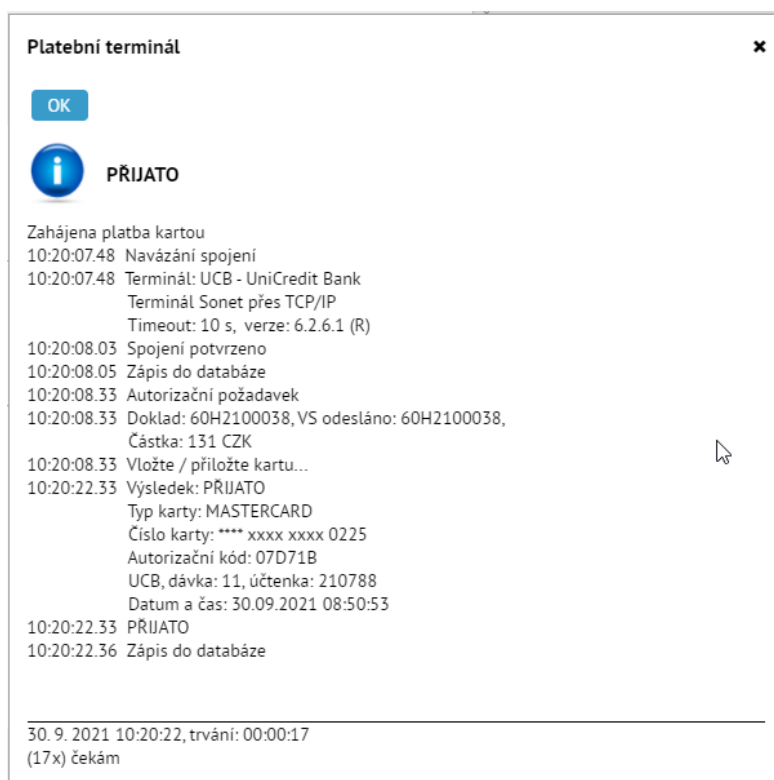 Platební terminál
OK
PŘIJATO
Zahájena platba kartou
10:20:07.48 Navázání spojení
10:20:07.48 Terminál: UCB - UniCredit Bank
Terminál Sonet přes TCP/IP
Timeout: 10 s, verze: 6.2.6.1 (R)
10:20:08.03 Spojení potvrzeno
10:20:08.05 Zápis do databáze
10:20:08.33 Autorizační požadavek
10:20:08.33 Doklad: 60H2100038, VS odesláno: 60H2100038,
Částka: 131 CZK
10:20:08.33 Vložte / přiložte kartu...
10:20:22.33 Výsledek: PŘIJATO
Typ karty: MASTERCARD
Číslo karty: **** xxxx xxxx 0225
Autorizační kód: 07D71B
UCB, dávka: 11, účtenka: 210788
Datum a čas: 30.09.2021 08:50:53
10:20:22.33 PŘIJATO
10:20:22.36 Zápis do databáze
30. 9. 2021 10:20:22, trvání: 00:00:17
(17x) čekám